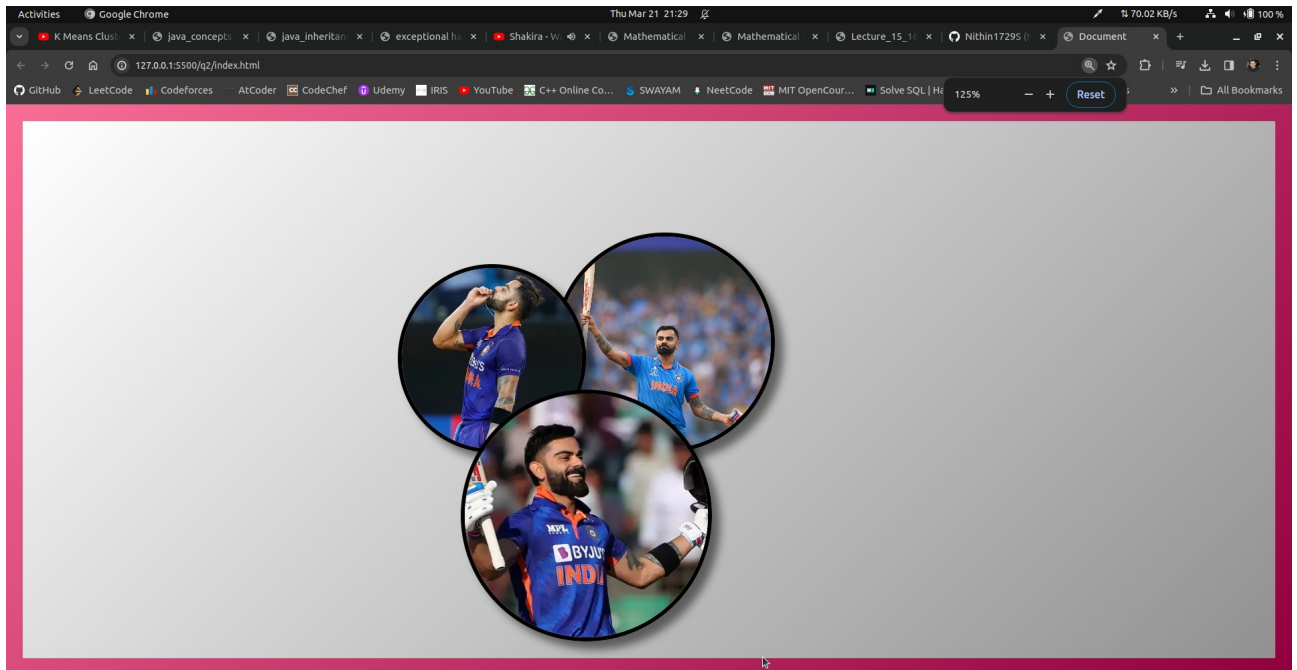 Activities Google Chrome Thu Mar 21 21:29 70.02 KB/s 100 %
K Means Clust java_concepts. java_inheritan exceptional ha Shakira - W Mathematical Mathematical Lecture_15_1 Nithin1729S ( Document
127.0.0.1:5500/q2/index.html
GitHub LeetCode Codeforces AtCoder CodeChef Udemy IRIS YouTube C++ Online Co... SWAYAM NeetCode MIT OpenCour... Solve SQL | Ha All Bookmarks
125% - + Reset
INDIA
MPL
BYJU'S
INDI